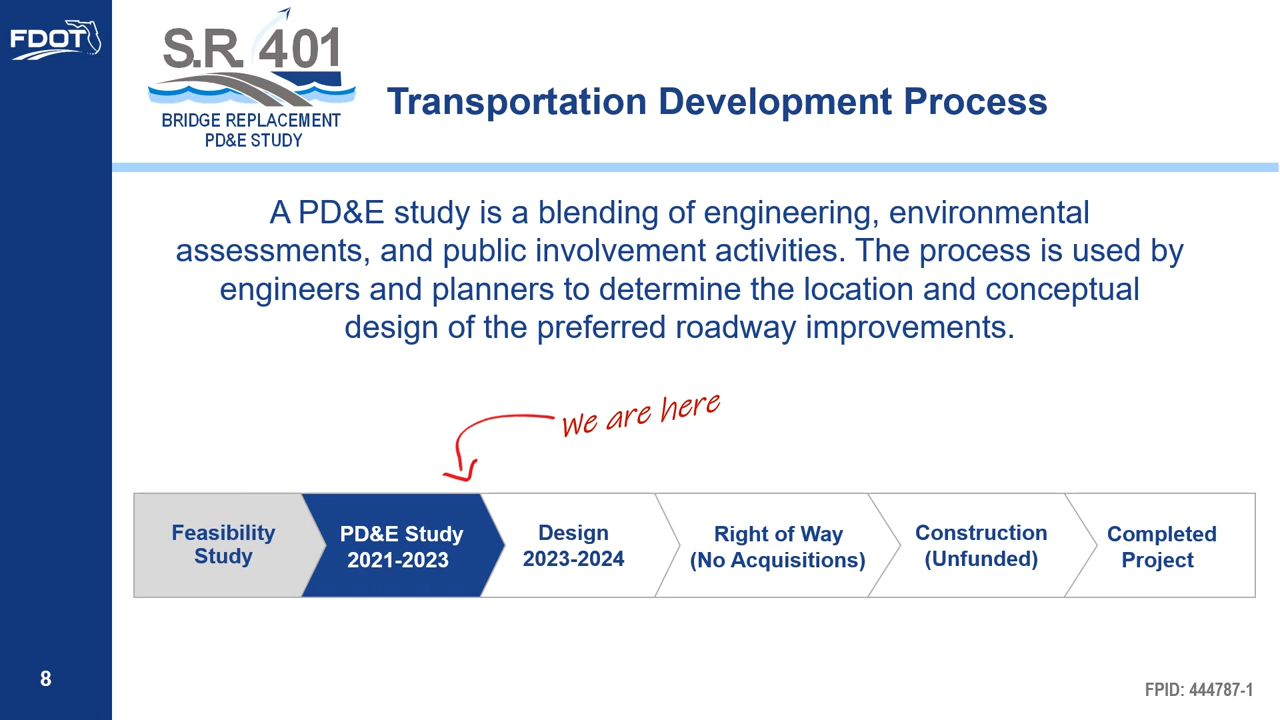 FDOT
S.R. 401
BRIDGE REPLACEMENT
PD&E STUDY
Transportation Development Process
A PD&E study is a blending of engineering, environmental
assessments, and public involvement activities. The process is used by
engineers and planners to determine the location and conceptual
design of the preferred roadway improvements.
We are here
Feasibility
Study
PD&E Study
2021-2023
Design
2023-2024
Right of Way
(No Acquisitions)
Construction
(Unfunded)
Completed
Project
8
FPID: 444787-1